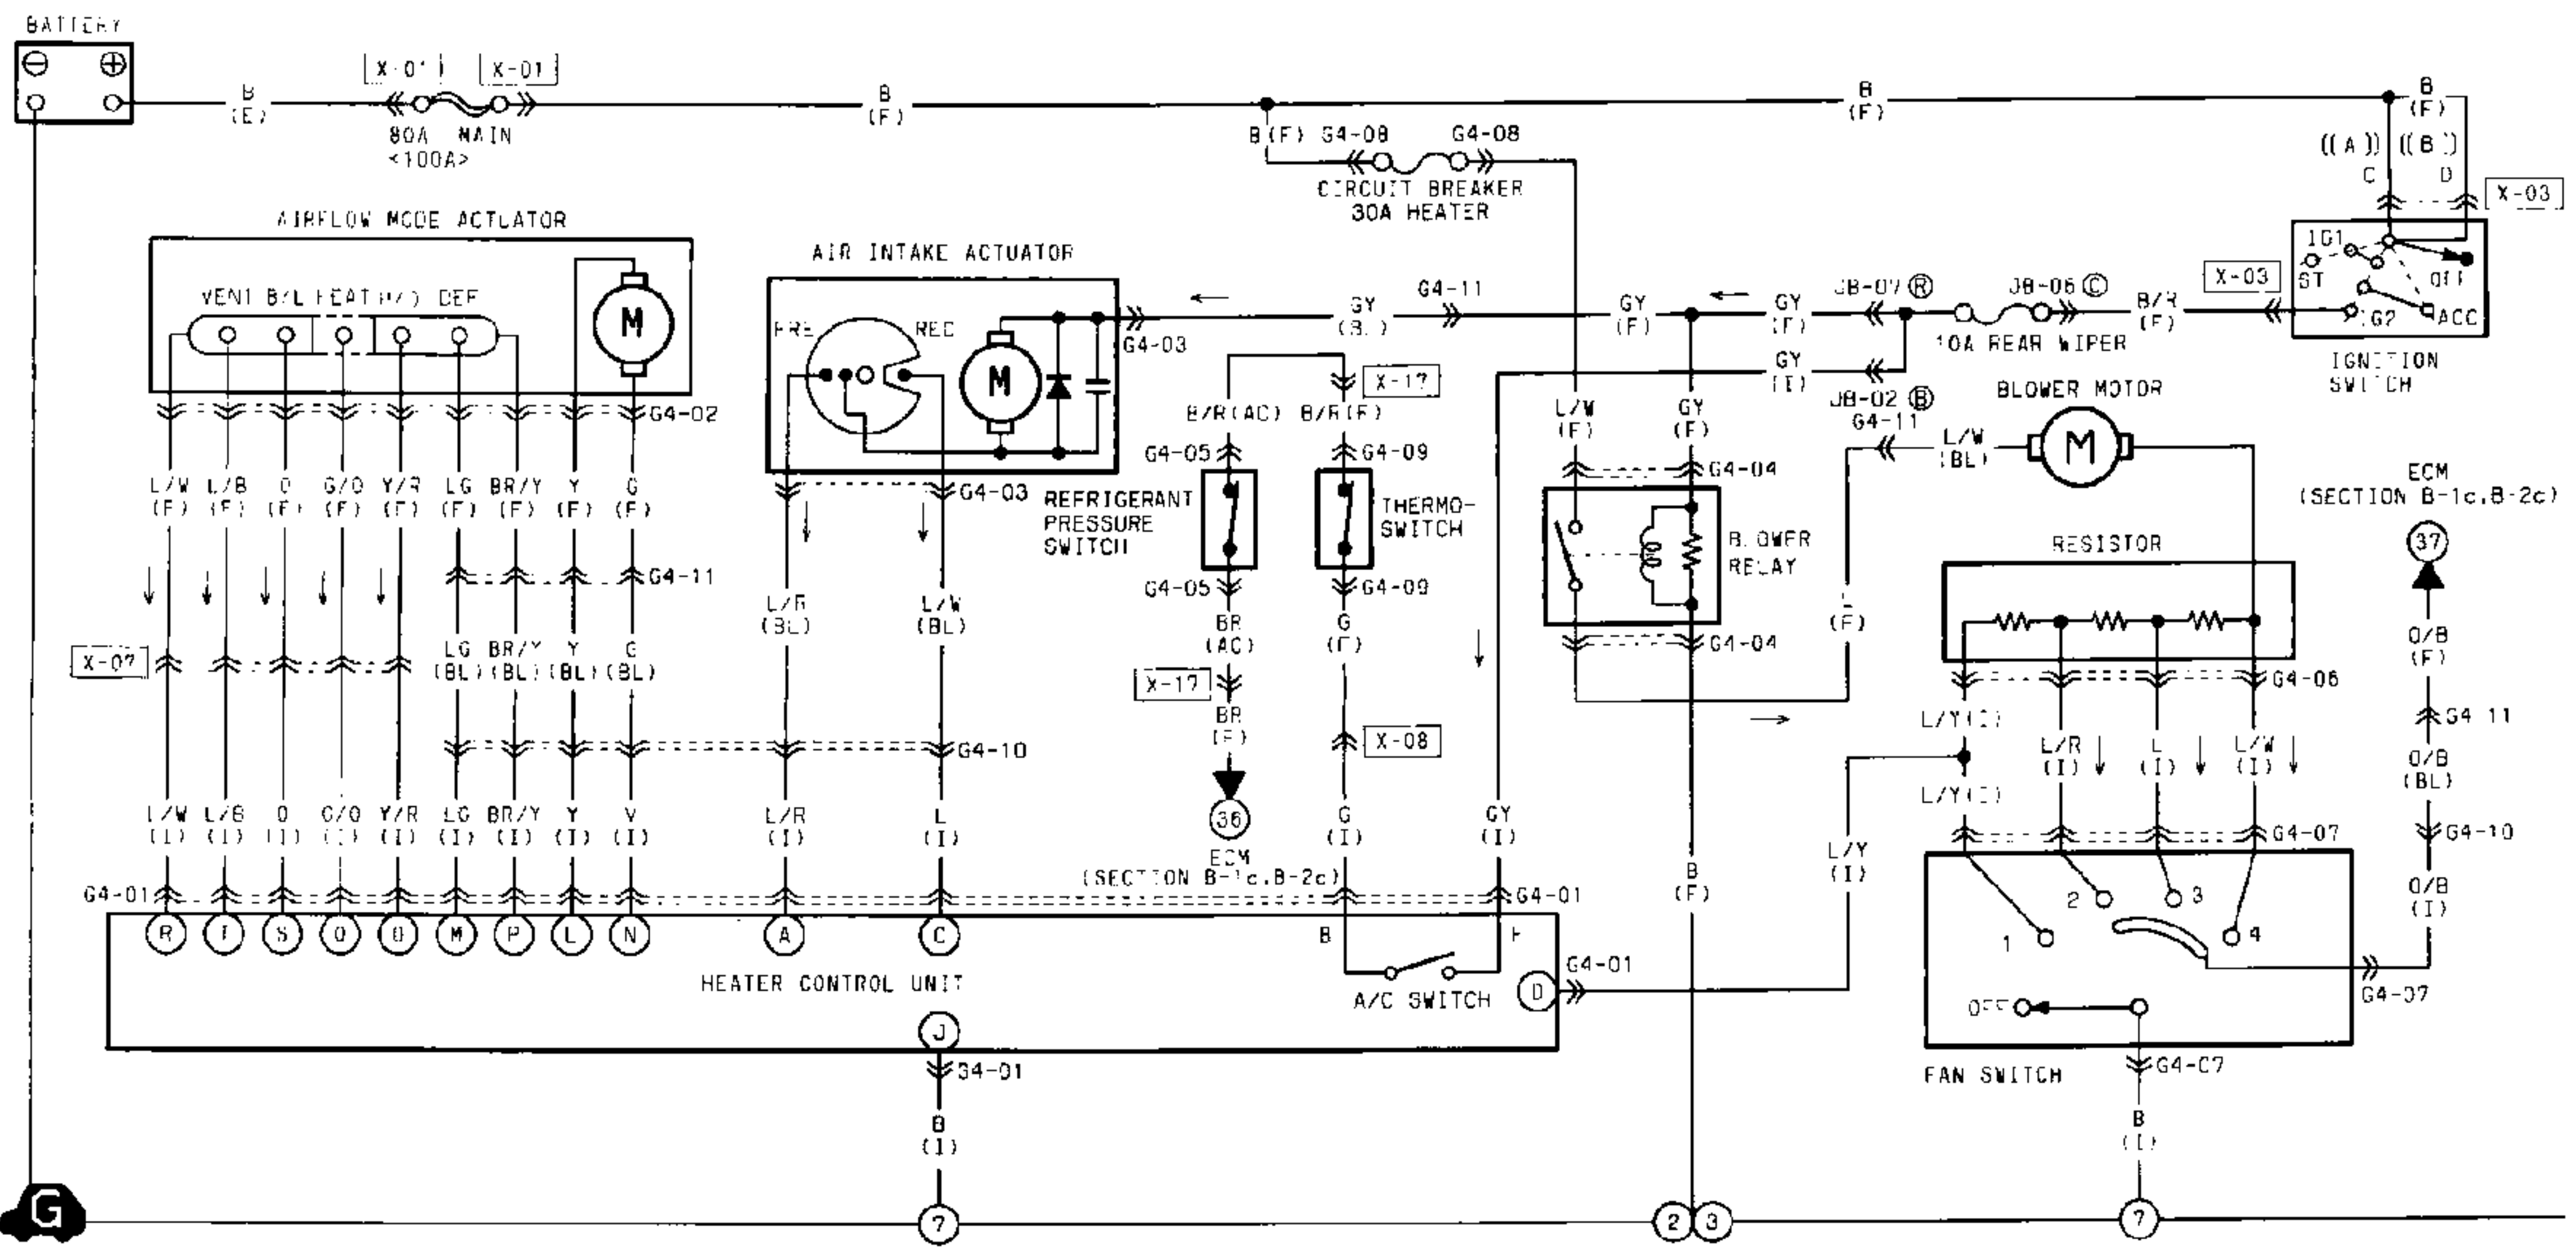 BATTERY
X-01 X-01
B
(E)
80A MAIN
<100A>
B
(F)
B(F) G4-08 G4-08
CIRCUIT BREAKER
30A HEATER
B
(F)
B
(F)
((A)) ((B))
C D
X-03
IG1
ST OFF
IG2 ACC
IGNITION
SWITCH
X-03
B/R
(F)
JB-06 C
10A REAR WIPER
JB-07 R
GY
(F)
GY
(F)
GY
(I)
JB-02 B
G4-11
GY
(BL)
G4-03
AIRFLOW MODE ACTUATOR
VENT B/L HEAT H/D DEF
M
G4-02
AIR INTAKE ACTUATOR
FRE REC
M
G4-03
L/W L/B O G/O Y/R LG BR/Y Y G
(F) (F) (F) (F) (F) (F) (F) (F) (F)
G4-11
X-07
LG BR/Y Y G
(BL) (BL) (BL) (BL)
L/R
(BL)
L/W
(BL)
G4-10
L/W L/B O G/O Y/R LG BR/Y Y V
(I) (I) (I) (I) (I) (I) (I) (I) (I)
L/R
(I)
L
(I)
G4-01
B/R(AC) B/R(F)
X-17
G4-05 G4-09
REFRIGERANT
PRESSURE
SWITCH
THERMO-
SWITCH
G4-05 G4-09
BR
(AC)
G
(F)
X-17
BR
(F)
X-08
36
ECM
(SECTION B-1c,B-2c)
G
(I)
GY
(I)
G4-01
L/W
(F)
GY
(F)
G4-04
BLOWER
RELAY
G4-04
B
(F)
BLOWER MOTOR
G4-11
L/W
(BL)
M
L
(F)
RESISTOR
G4-06
L/Y(I)
L/R
(I)
L
(I)
L/W
(I)
L/Y(I)
G4-07
L/Y
(I)
1 2 3 4
OFF
FAN SWITCH
G4-07
G4-07
B
(I)
ECM
(SECTION B-1c,B-2c)
37
O/B
(F)
G4-11
O/B
(BL)
G4-10
O/B
(I)
R S O M P L N A C B
HEATER CONTROL UNIT
A/C SWITCH
D
G4-01
J
G4-01
B
(I)
G 7 2 3 7